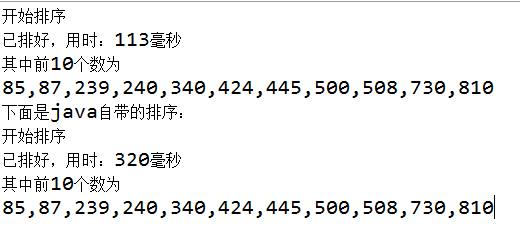 开始排序
已排好，用时：113毫秒
其中前10个数为
85,87,239,240,340,424,445,500,508,730,810
下面是java自带的排序：
开始排序
已排好，用时：320毫秒
其中前10个数为
85,87,239,240,340,424,445,500,508,730,810